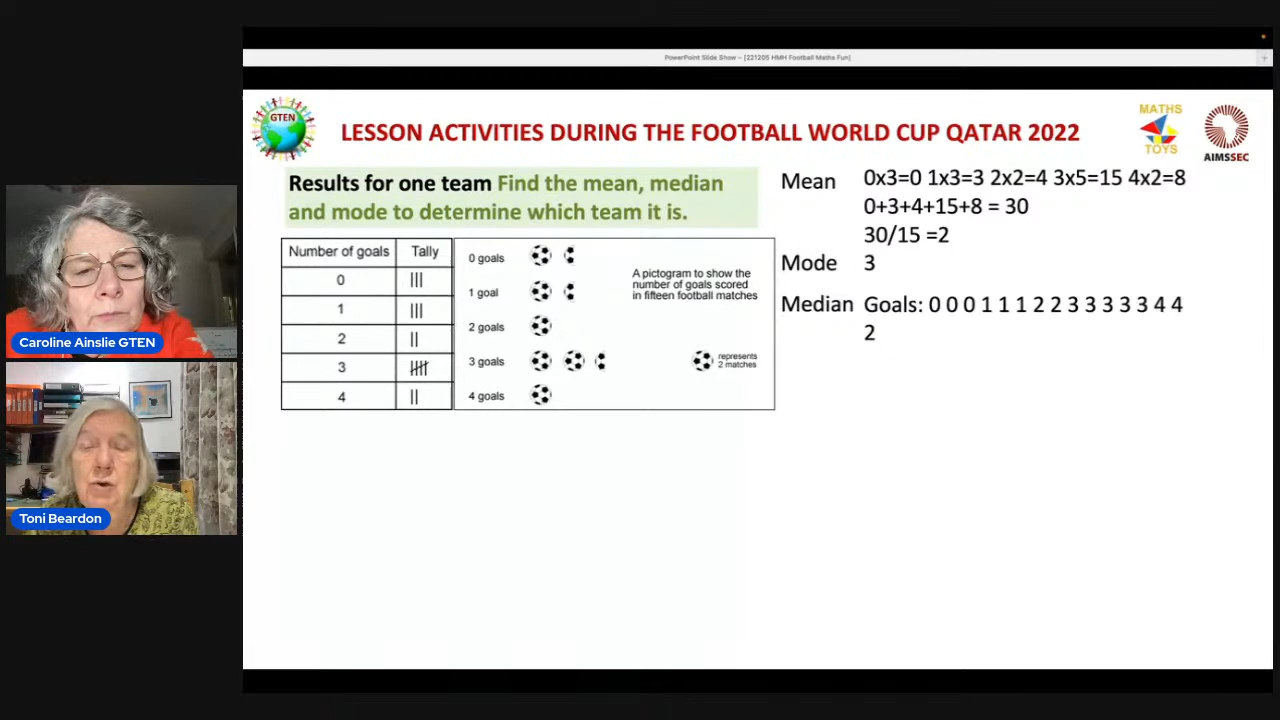 PowerPoint Slide Show – [221205 HMH Football Maths Fun]
GTEN
LESSON ACTIVITIES DURING THE FOOTBALL WORLD CUP QATAR 2022
MATHS
TOYS
AIMSSEC
Results for one team Find the mean, median
and mode to determine which team it is.
Number of goals Tally
0
1
2
3
4
0 goals
1 goal
2 goals
3 goals
4 goals
A pictogram to show the
number of goals scored
in fifteen football matches
represents
2 matches
Mean 0x3=0 1x3=3 2x2=4 3x5=15 4x2=8
0+3+4+15+8 = 30
30/15 =2
Mode 3
Median Goals: 0 0 0 1 1 1 2 2 3 3 3 3 3 4 4
2
Caroline Ainslie GTEN
Toni Beardon